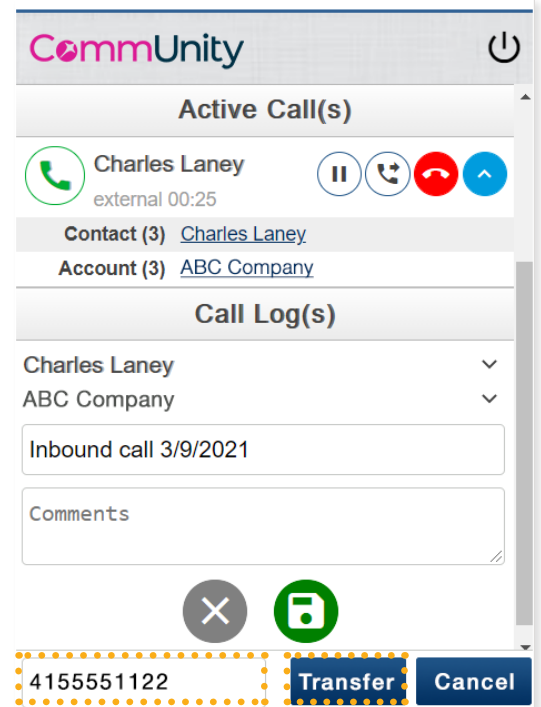 CommUnity
Active Call(s)
Charles Laney
external 00:25
Contact (3) Charles Laney
Account (3) ABC Company
Call Log(s)
Charles Laney
ABC Company
Inbound call 3/9/2021
Comments
4155551122 Transfer Cancel